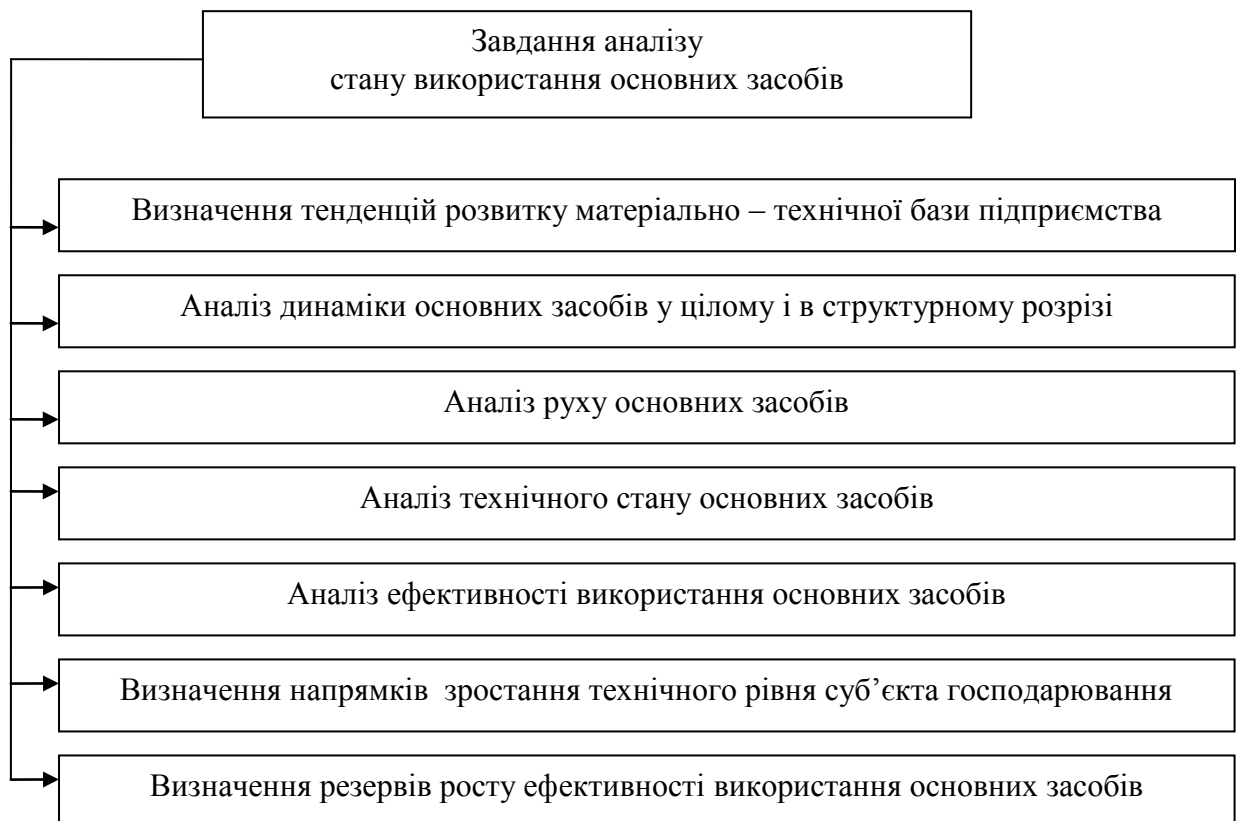 Завдання аналізу
стану використання основних засобів
Визначення тенденцій розвитку матеріально – технічної бази підприємства
Аналіз динаміки основних засобів у цілому і в структурному розрізі
Аналіз руху основних засобів
Аналіз технічного стану основних засобів
Аналіз ефективності використання основних засобів
Визначення напрямків  зростання технічного рівня суб’єкта господарювання
Визначення резервів росту ефективності використання основних засобів